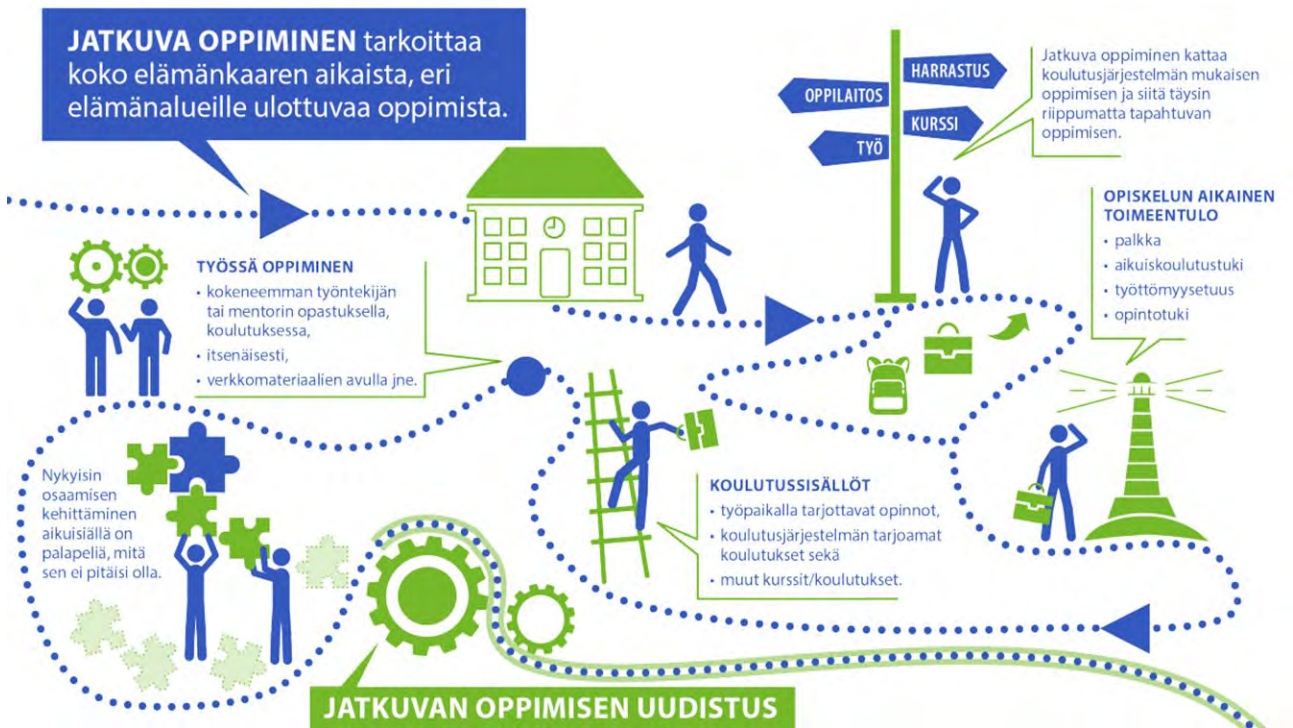 JATKUVA OPPIMINEN tarkoittaa
koko elämänkaaren aikaista, eri
elämänalueille ulottuvaa oppimista.
HARRASTUS
OPPILAITOS
KURSSI
TYÖ
Jatkuva oppiminen kattaa
koulutusjärjestelmän mukaisen
oppimisen ja siitä täysin
riippumatta tapahtuvan
oppimisen.
OPISKELUN AIKAINEN
TOIMEENTULO
• palkka
• aikuiskoulutustuki
• työttömyysetuus
• opintotuki
TYÖSSÄ OPPIMINEN
• kokeneemman työntekijän
tai mentorin opastuksella,
koulutuksessa,
• itsenäisesti,
• verkkomateriaalien avulla jne.
KOULUTUSSISÄLLÖT
• työpaikalla tarjottavat opinnot,
• koulutusjärjestelmän tarjoamat
koulutukset sekä
• muut kurssit/koulutukset.
Nykyisin
osaamisen
kehittäminen
aikuisiällä on
palapeliä, mitä
sen ei pitäisi olla.
JATKUVAN OPPIMISEN UUDISTUS